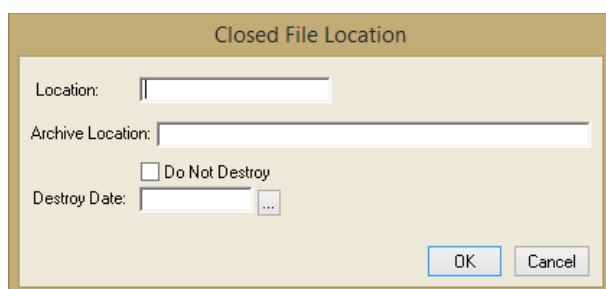 Closed File Location
Location:
Archive Location:
Do Not Destroy
Destroy Date:
...
OK Cancel